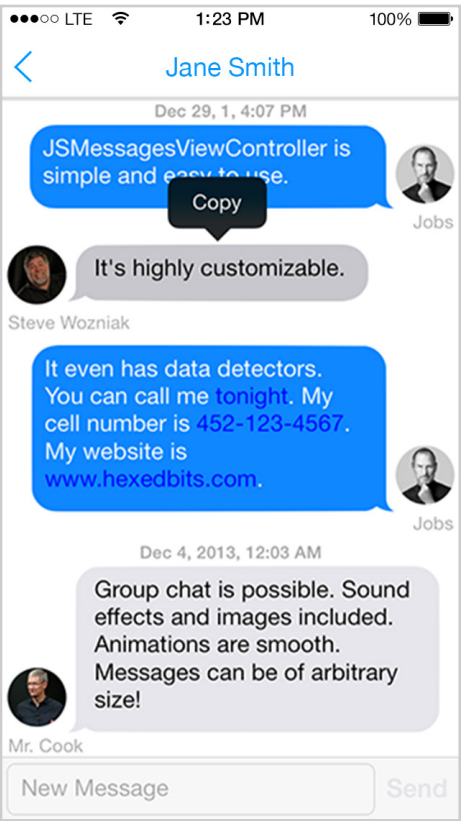 LTE 1:23 PM 100%
Jane Smith
Dec 29, 1, 4:07 PM
JSMessagesViewController is
simple and easy to use.
Copy
Jobs
It's highly customizable.
Steve Wozniak
It even has data detectors.
You can call me tonight. My
cell number is 452-123-4567.
My website is
www.hexedbits.com.
Jobs
Dec 4, 2013, 12:03 AM
Group chat is possible. Sound
effects and images included.
Animations are smooth.
Messages can be of arbitrary
size!
Mr. Cook
New Message Send